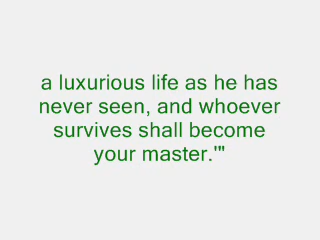 a luxurious life as he has
never seen, and whoever
survives shall become
your master.'"